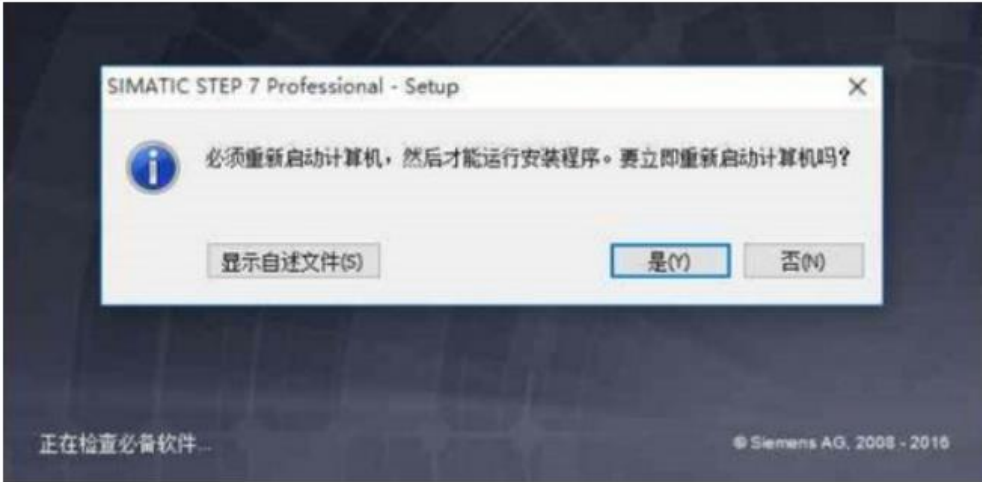 SIMATIC STEP 7 Professional - Setup
必须重新启动计算机，然后才能运行安装程序。要立即重新启动计算机吗?
显示自述文件(S)
是(Y)
否(N)
正在检查必备软件...
© Siemens AG, 2008 - 2016